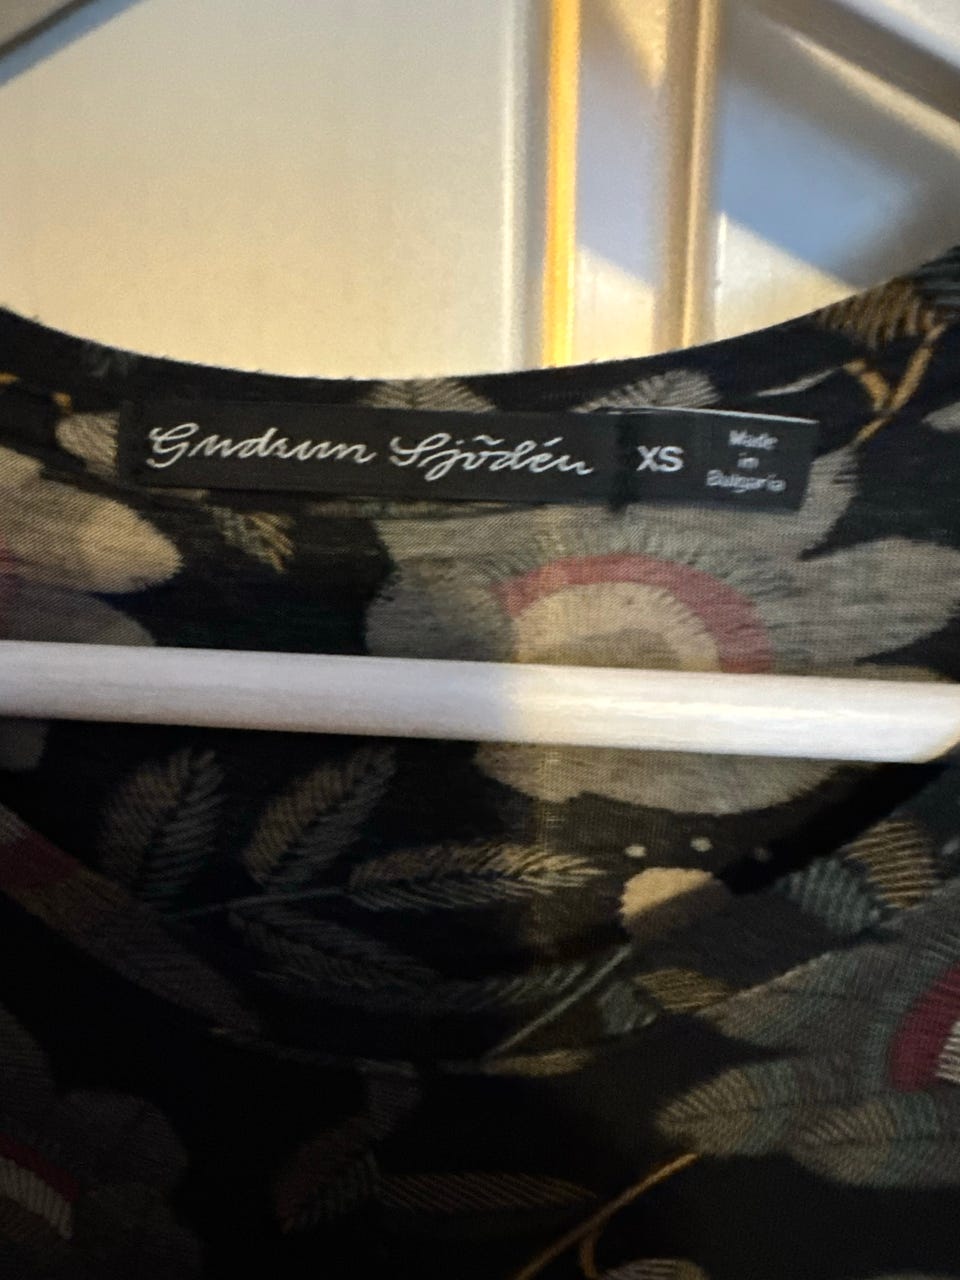 Gudrun Sjödén
XS
Made
in
Bulgaria